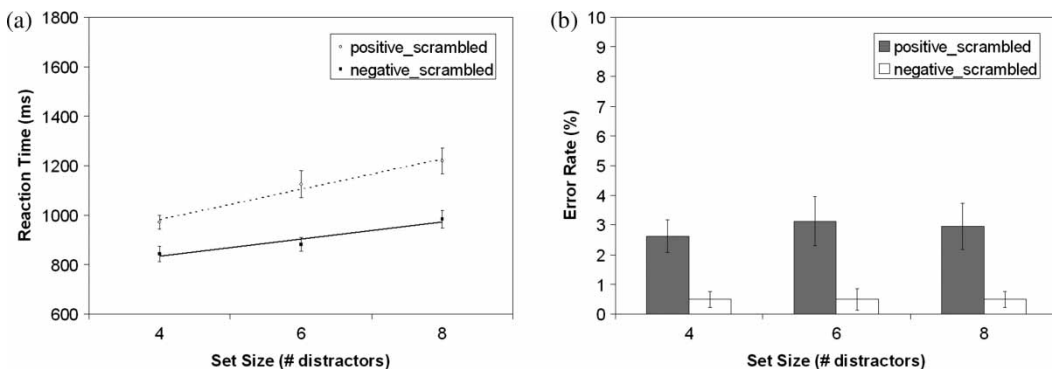 (a)
1800
1600
1400
1200
1000
800
600
Reaction Time (ms)
positive_scrambled
negative_scrambled
4 6 8
Set Size (# distractors)
(b)
10
9
8
7
6
5
4
3
2
1
0
Error Rate (%)
positive_scrambled
negative_scrambled
4 6 8
Set Size (# distractors)